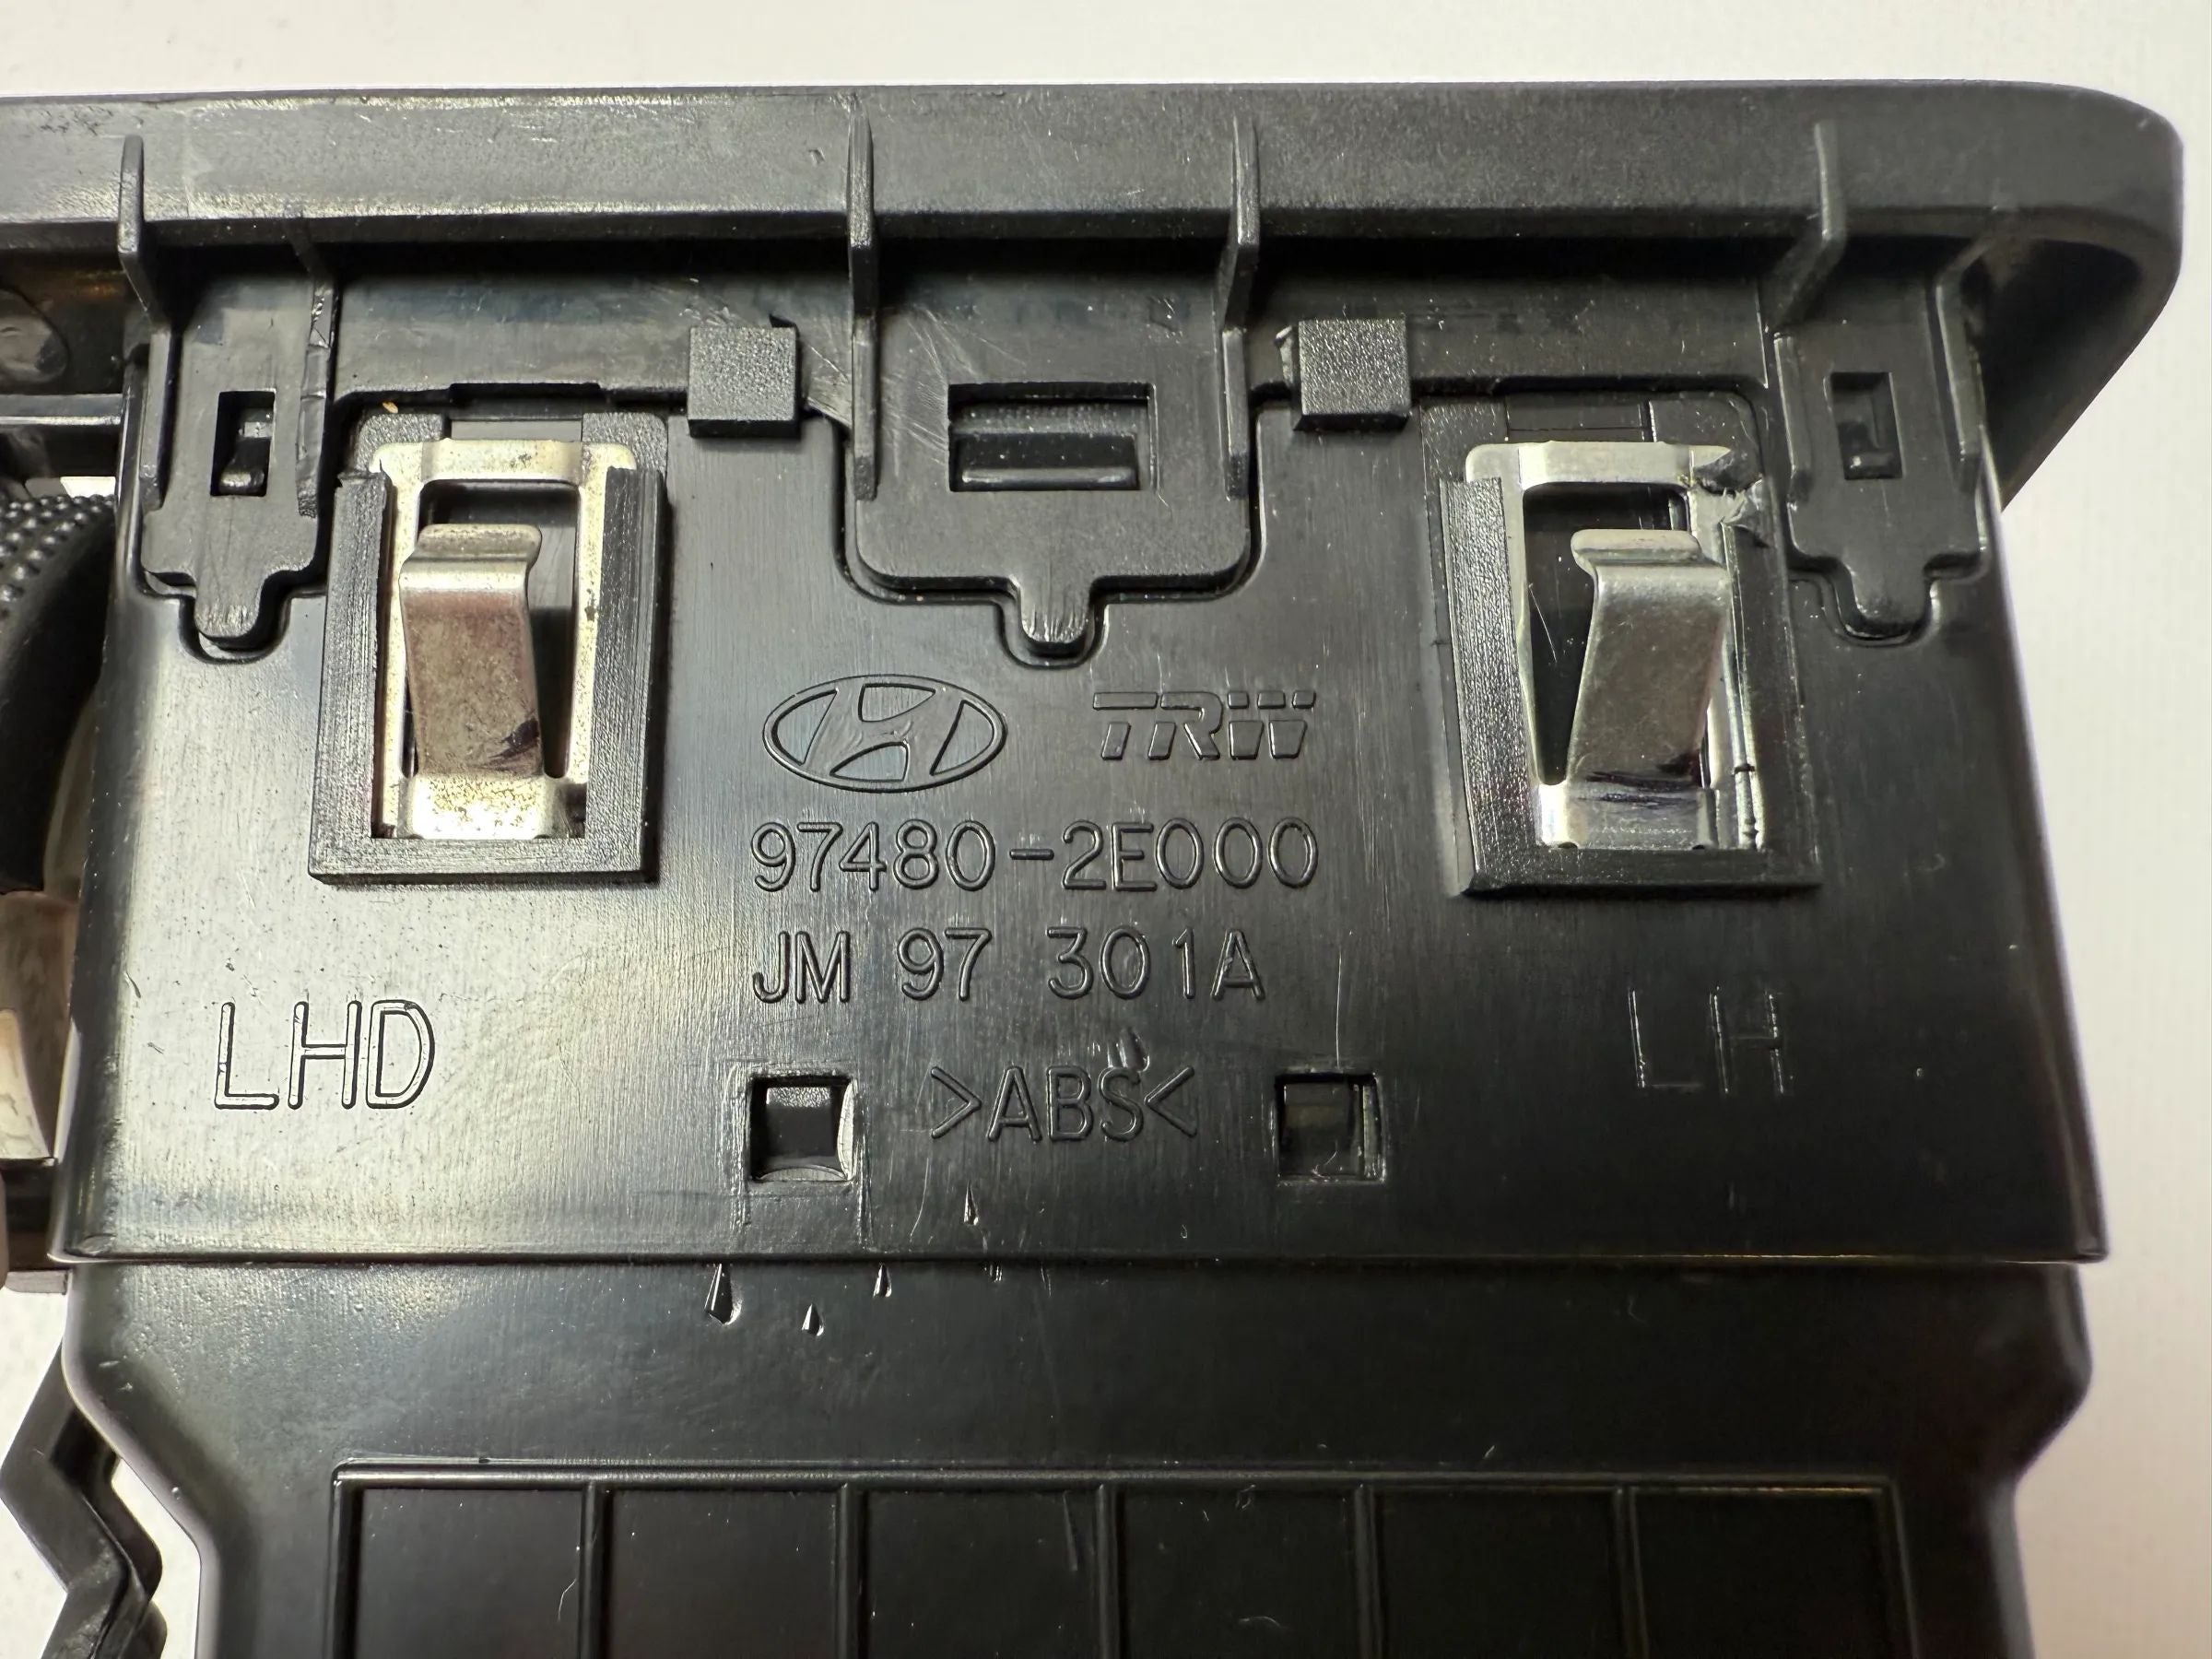 TRW
97480-2E000
JM 97 301A
LHD
LH
>ABS<